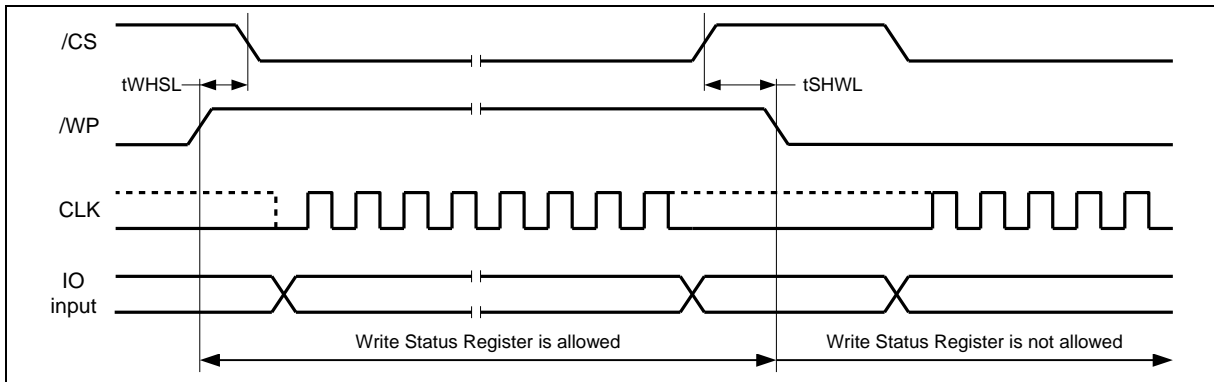 /CS
tWHSL
tSHWL
/WP
CLK
IO
input
Write Status Register is allowed
Write Status Register is not allowed